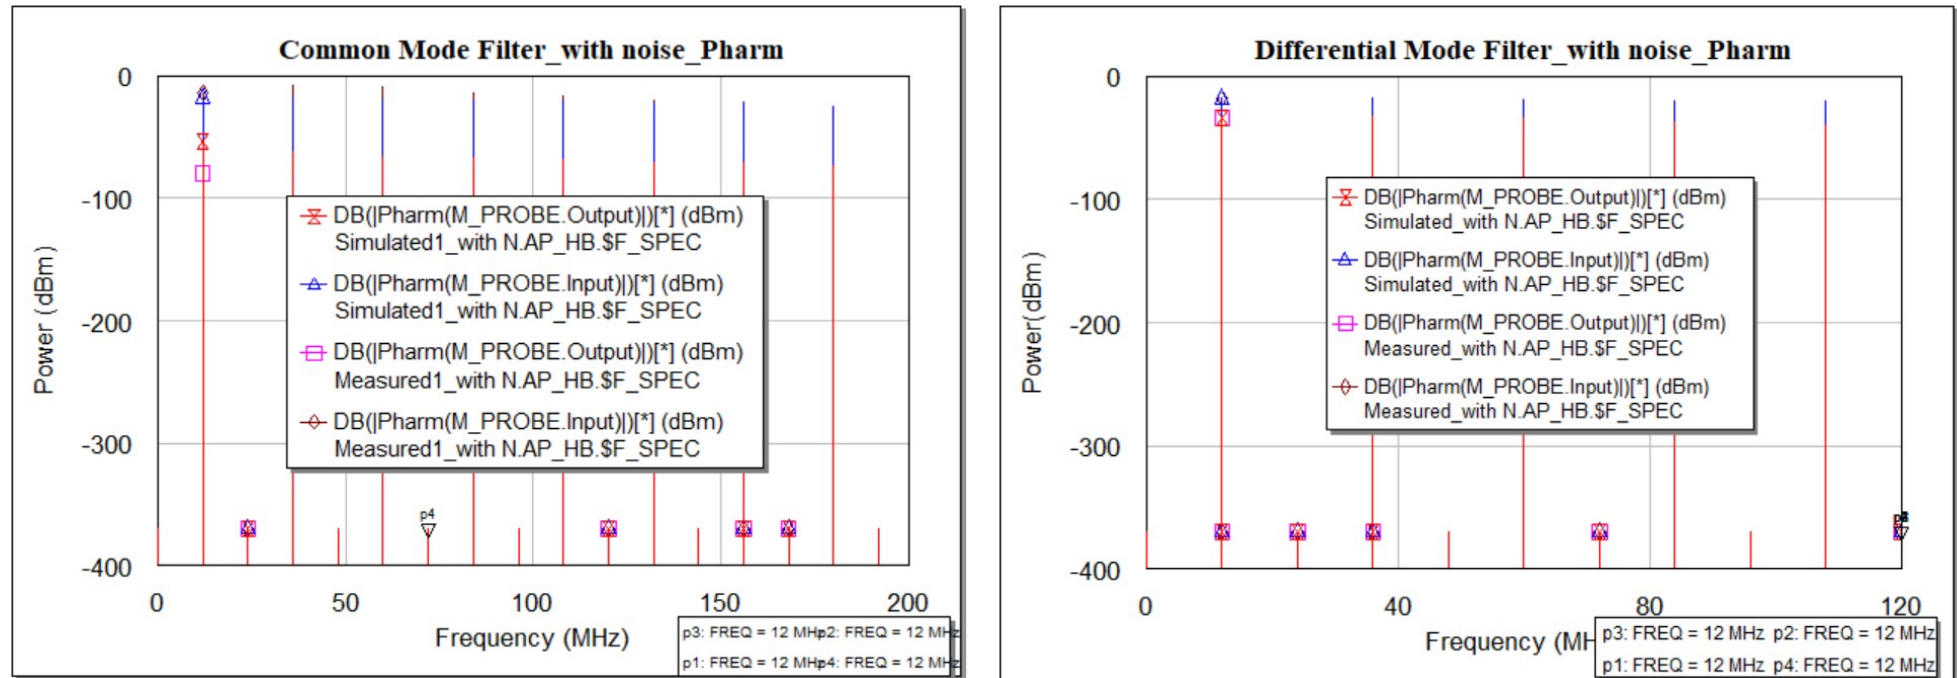 Common Mode Filter_with noise_Pharm
0
-100
-200
-300
-400
Power (dBm)
DB(|Pharm(M_PROBE.Output)|)[*] (dBm)
Simulated1_with N.AP_HB.$F_SPEC
DB(|Pharm(M_PROBE.Input)|)[*] (dBm)
Simulated1_with N.AP_HB.$F_SPEC
DB(|Pharm(M_PROBE.Output)|)[*] (dBm)
Measured1_with N.AP_HB.$F_SPEC
DB(|Pharm(M_PROBE.Input)|)[*] (dBm)
Measured1_with N.AP_HB.$F_SPEC
p4
0 50 100 150 200
Frequency (MHz)
p3: FREQ = 12 MHz p2: FREQ = 12 MHz
p1: FREQ = 12 MHz p4: FREQ = 12 MHz
Differential Mode Filter_with noise_Pharm
0
-100
-200
-300
-400
Power(dBm)
DB(|Pharm(M_PROBE.Output)|)[*] (dBm)
Simulated_with N.AP_HB.$F_SPEC
DB(|Pharm(M_PROBE.Input)|)[*] (dBm)
Simulated_with N.AP_HB.$F_SPEC
DB(|Pharm(M_PROBE.Output)|)[*] (dBm)
Measured_with N.AP_HB.$F_SPEC
DB(|Pharm(M_PROBE.Input)|)[*] (dBm)
Measured_with N.AP_HB.$F_SPEC
0 40 80 120
Frequency (MH
p3: FREQ = 12 MHz p2: FREQ = 12 MHz
p1: FREQ = 12 MHz p4: FREQ = 12 MHz